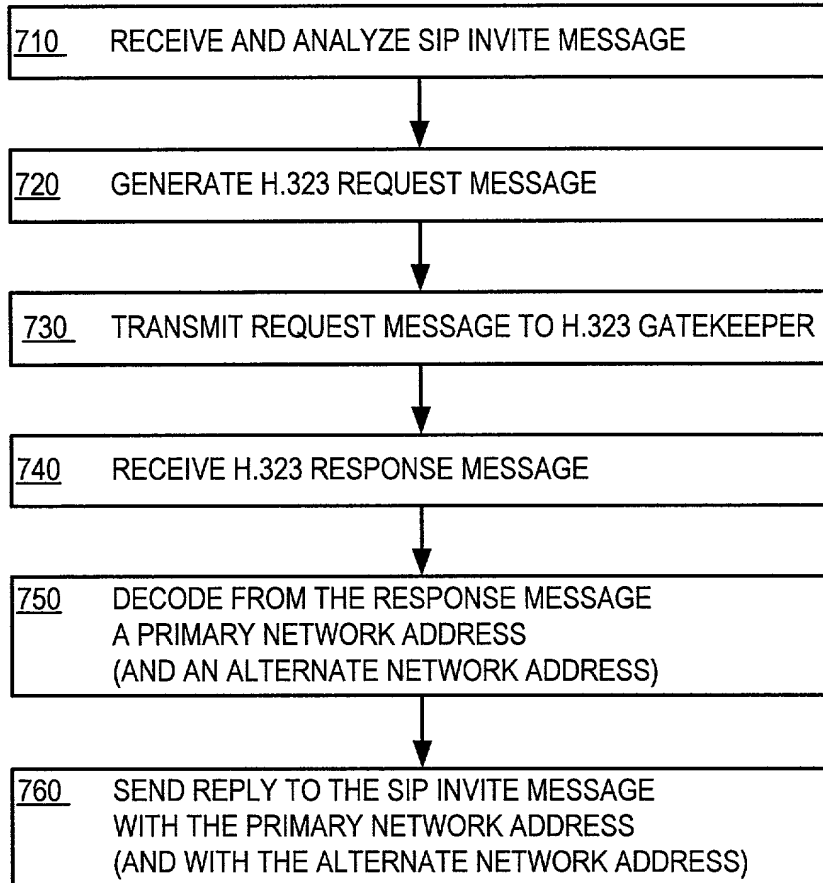 710 RECEIVE AND ANALYZE SIP INVITE MESSAGE
720 GENERATE H.323 REQUEST MESSAGE
730 TRANSMIT REQUEST MESSAGE TO H.323 GATEKEEPER
740 RECEIVE H.323 RESPONSE MESSAGE
750 DECODE FROM THE RESPONSE MESSAGE
A PRIMARY NETWORK ADDRESS
(AND AN ALTERNATE NETWORK ADDRESS)
760 SEND REPLY TO THE SIP INVITE MESSAGE
WITH THE PRIMARY NETWORK ADDRESS
(AND WITH THE ALTERNATE NETWORK ADDRESS)